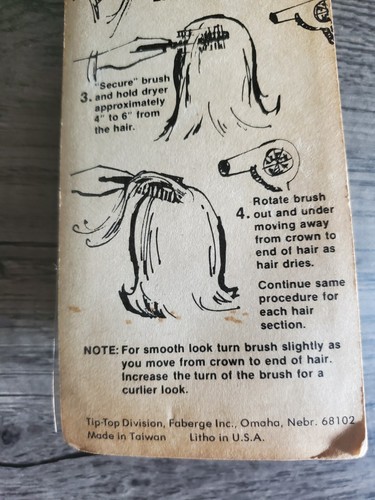 "Secure" brush
3. and hold dryer
approximately
4" to 6" from
the hair.
Rotate brush
4. out and under
moving away
from crown to
end of hair as
hair dries.
Continue same
procedure for
each hair
section.
NOTE: For smooth look turn brush slightly as
you move from crown to end of hair.
Increase the turn of the brush for a
curlier look.
Tip-Top Division, Faberge Inc., Omaha, Nebr. 68102
Made in Taiwan Litho in U.S.A.